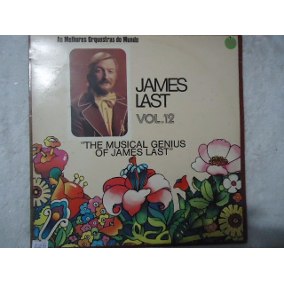 As Melhores Orquestras do Mundo
JAMES
LAST
VOL.12
"THE MUSICAL GENIUS
OF JAMES LAST"